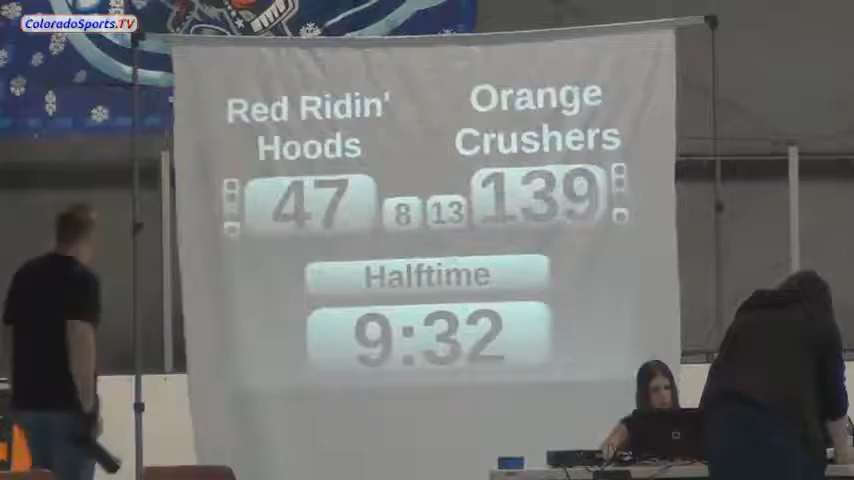 ColoradoSports.TV
Red Ridin'
Hoods
Orange
Crushers
47
8
13
139
Halftime
9:32